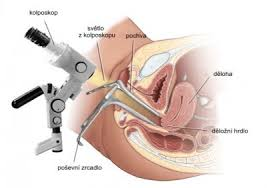 kolposkop
světlo
z kolposkopu
pochva
děloha
děložní hrdlo
poševní zrcadlo